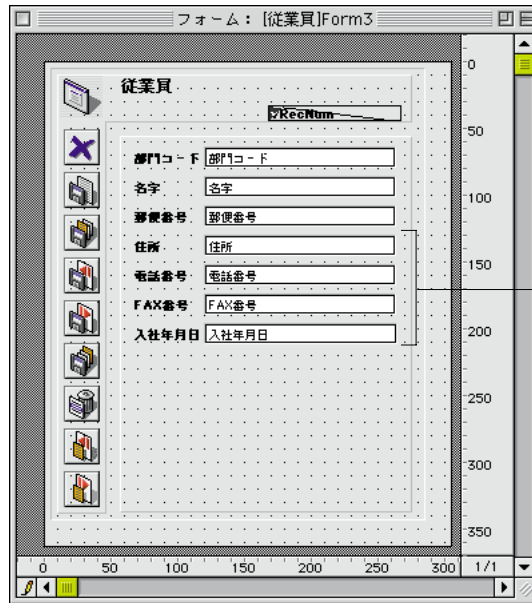 フォーム： [従業員]Form3
従業員
vRecNum
部門コード 部門コード
名字 名字
郵便番号 郵便番号
住所 住所
電話番号 電話番号
FAX番号 FAX番号
入社年月日 入社年月日
0
50
100
150
200
250
300
350
0 50 100 150 200 250 300 1/1